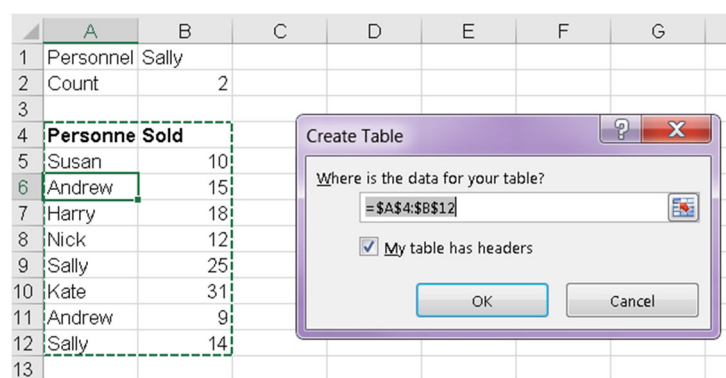 A B C D E F G
1 Personnel Sally
2 Count 2
3
4 Personne Sold
5 Susan 10
6 Andrew 15
7 Harry 18
8 Nick 12
9 Sally 25
10 Kate 31
11 Andrew 9
12 Sally 14
13
Create Table
? X
Where is the data for your table?
=$A$4:$B$12
My table has headers
OK Cancel